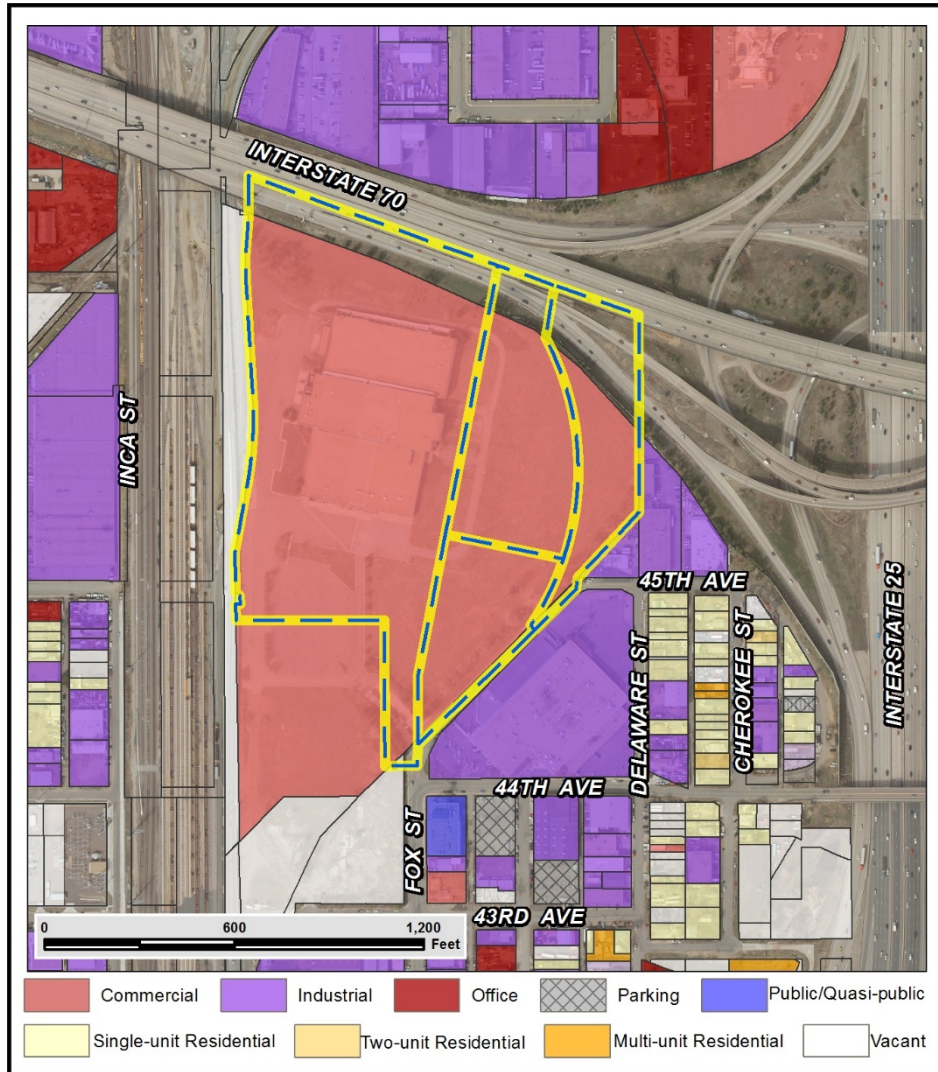 INTERSTATE 70
INCA ST
45TH AVE
DELAWARE ST
CHEROKEE ST
INTERSTATE 25
44TH AVE
FOX ST
43RD AVE
0 600 1,200
Feet
Commercial Industrial Office Parking Public/Quasi-public
Single-unit Residential Two-unit Residential Multi-unit Residential Vacant